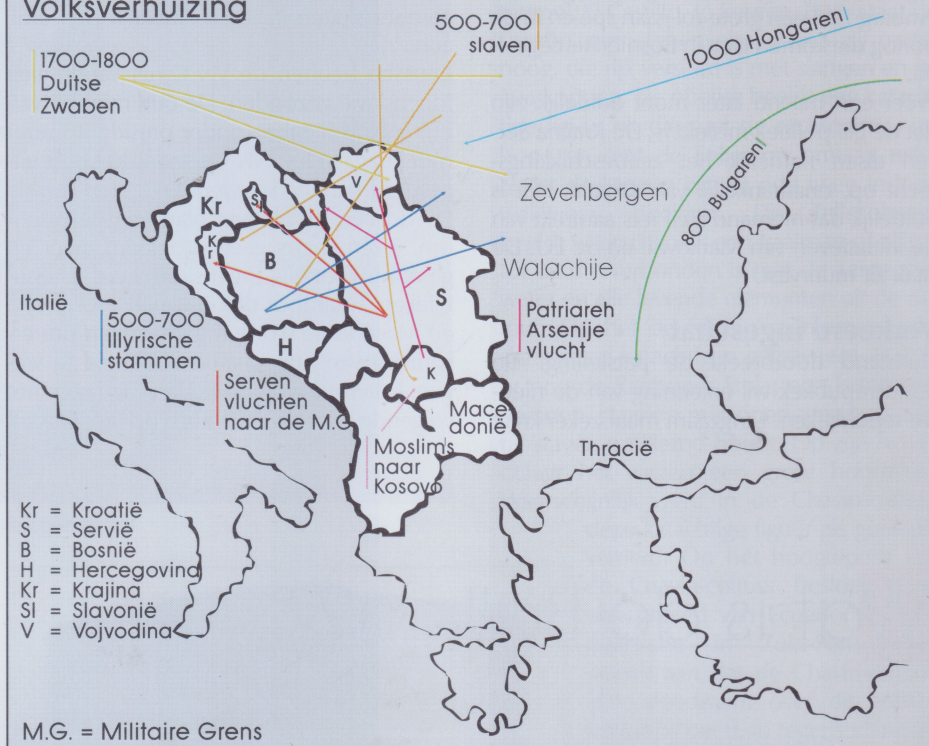 Volksverhuizing
500-700
slaven
1000 Hongaren
1700-1800
Duitse
Zwaben
800 Bulgaren
Zevenbergen
V
Kr
Sl
Kr
B
Walachije
S
Italië
500-700
Illyrische
stammen
Patriareh
Arsenije
vlucht
H
K
Serven
vluchten
naar de M.G
Mace
donië
Moslims
naar
Kosovo
Thracië
Kr = Kroatië
S = Servië
B = Bosnië
H = Hercegovina
Kr = Krajina
Sl = Slavonië
V = Vojvodina
M.G. = Militaire Grens